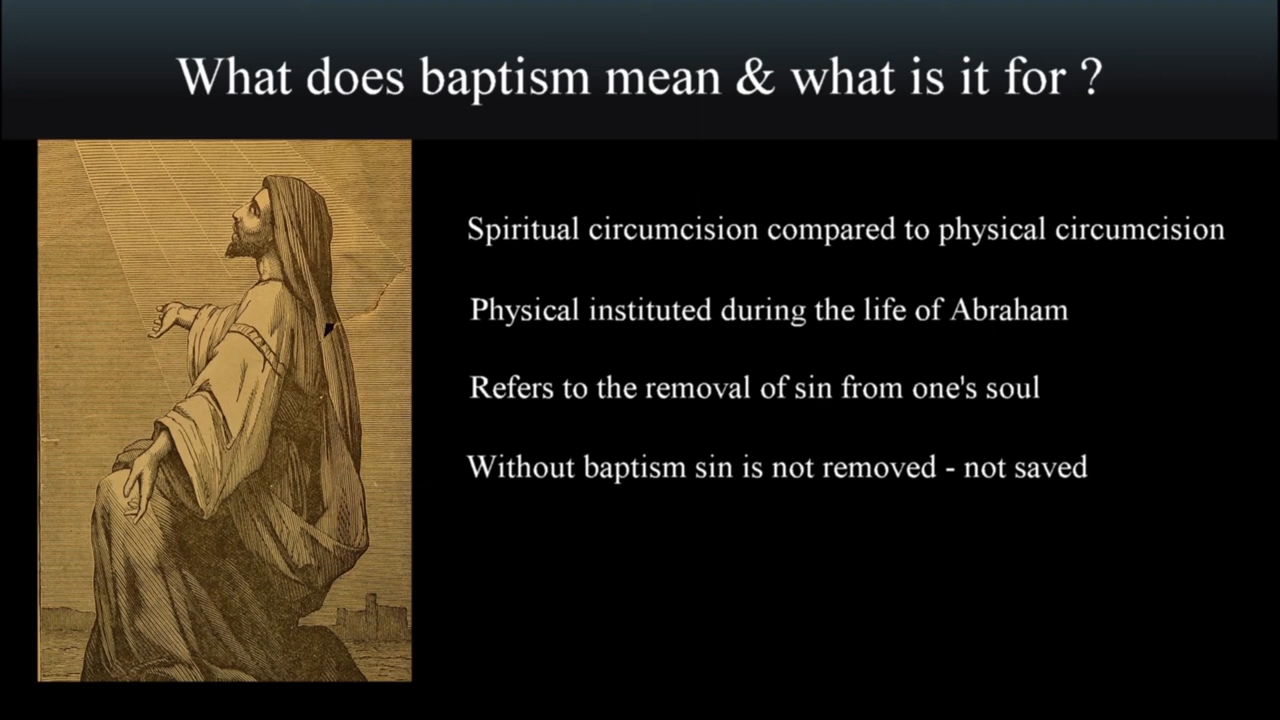 What does baptism mean & what is it for ?
Spiritual circumcision compared to physical circumcision
Physical instituted during the life of Abraham
Refers to the removal of sin from one's soul
Without baptism sin is not removed - not saved